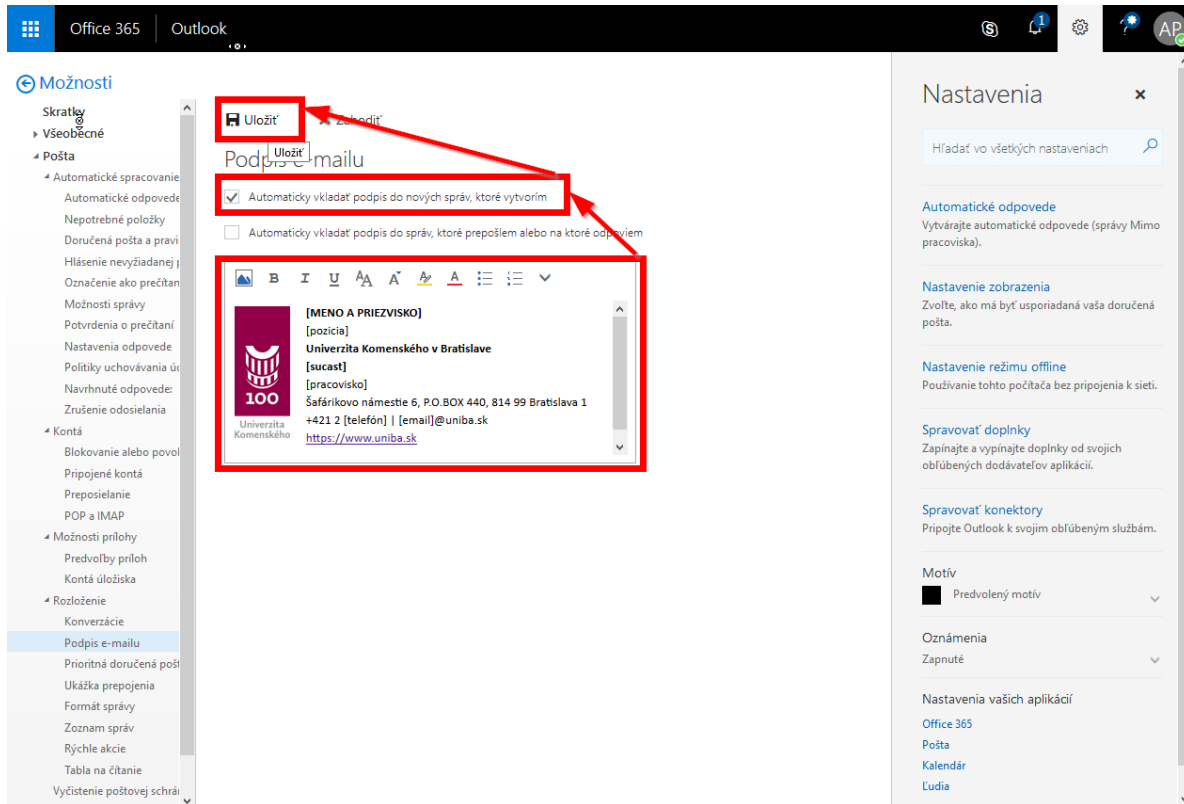 Office 365
Outlook
1
?
AP
Možnosti
Skratky
Všeobecné
Pošta
Automatické spracovanie
Automatické odpovede
Nepotrebné položky
Doručená pošta a pravi
Hlásenie nevyžiadanej p
Označenie ako prečítan
Možnosti správy
Potvrdenia o prečítaní
Nastavenia odpovede
Politiky uchovávania úd
Navrhnuté odpovede:
Zrušenie odosielania
Kontá
Blokovanie alebo povol
Pripojené kontá
Preposielanie
POP a IMAP
Možnosti prílohy
Predvoľby príloh
Kontá úložiska
Rozloženie
Konverzácie
Podpis e-mailu
Prioritná doručená pošt
Ukážka prepojenia
Formát správy
Zoznam správ
Rýchle akcie
Tabla na čítanie
Vyčistenie poštovej schrán
Uložiť
Zahodiť
Uložiť
Podpis e-mailu
Automaticky vkladať podpis do nových správ, ktoré vytvorím
Automaticky vkladať podpis do správ, ktoré prepošlem alebo na ktoré odpoviem
B I U AA A A
100
Univerzita
Komenského
[MENO A PRIEZVISKO]
[pozicia]
Univerzita Komenského v Bratislave
[sucast]
[pracovisko]
Šafárikovo námestie 6, P.O.BOX 440, 814 99 Bratislava 1
+421 2 [telefón] | [email]@uniba.sk
https://www.uniba.sk
Nastavenia
Hľadať vo všetkých nastaveniach
Automatické odpovede
Vytvárajte automatické odpovede (správy Mimo
pracoviska).
Nastavenie zobrazenia
Zvoľte, ako má byť usporiadaná vaša doručená
pošta.
Nastavenie režimu offline
Používanie tohto počítača bez pripojenia k sieti.
Spravovať doplnky
Zapínajte a vypínajte doplnky od svojich
obľúbených dodávateľov aplikácií.
Spravovať konektory
Pripojte Outlook k svojim obľúbeným službám.
Motív
Predvolený motív
Oznámenia
Zapnuté
Nastavenia vašich aplikácií
Office 365
Pošta
Kalendár
Ľudia